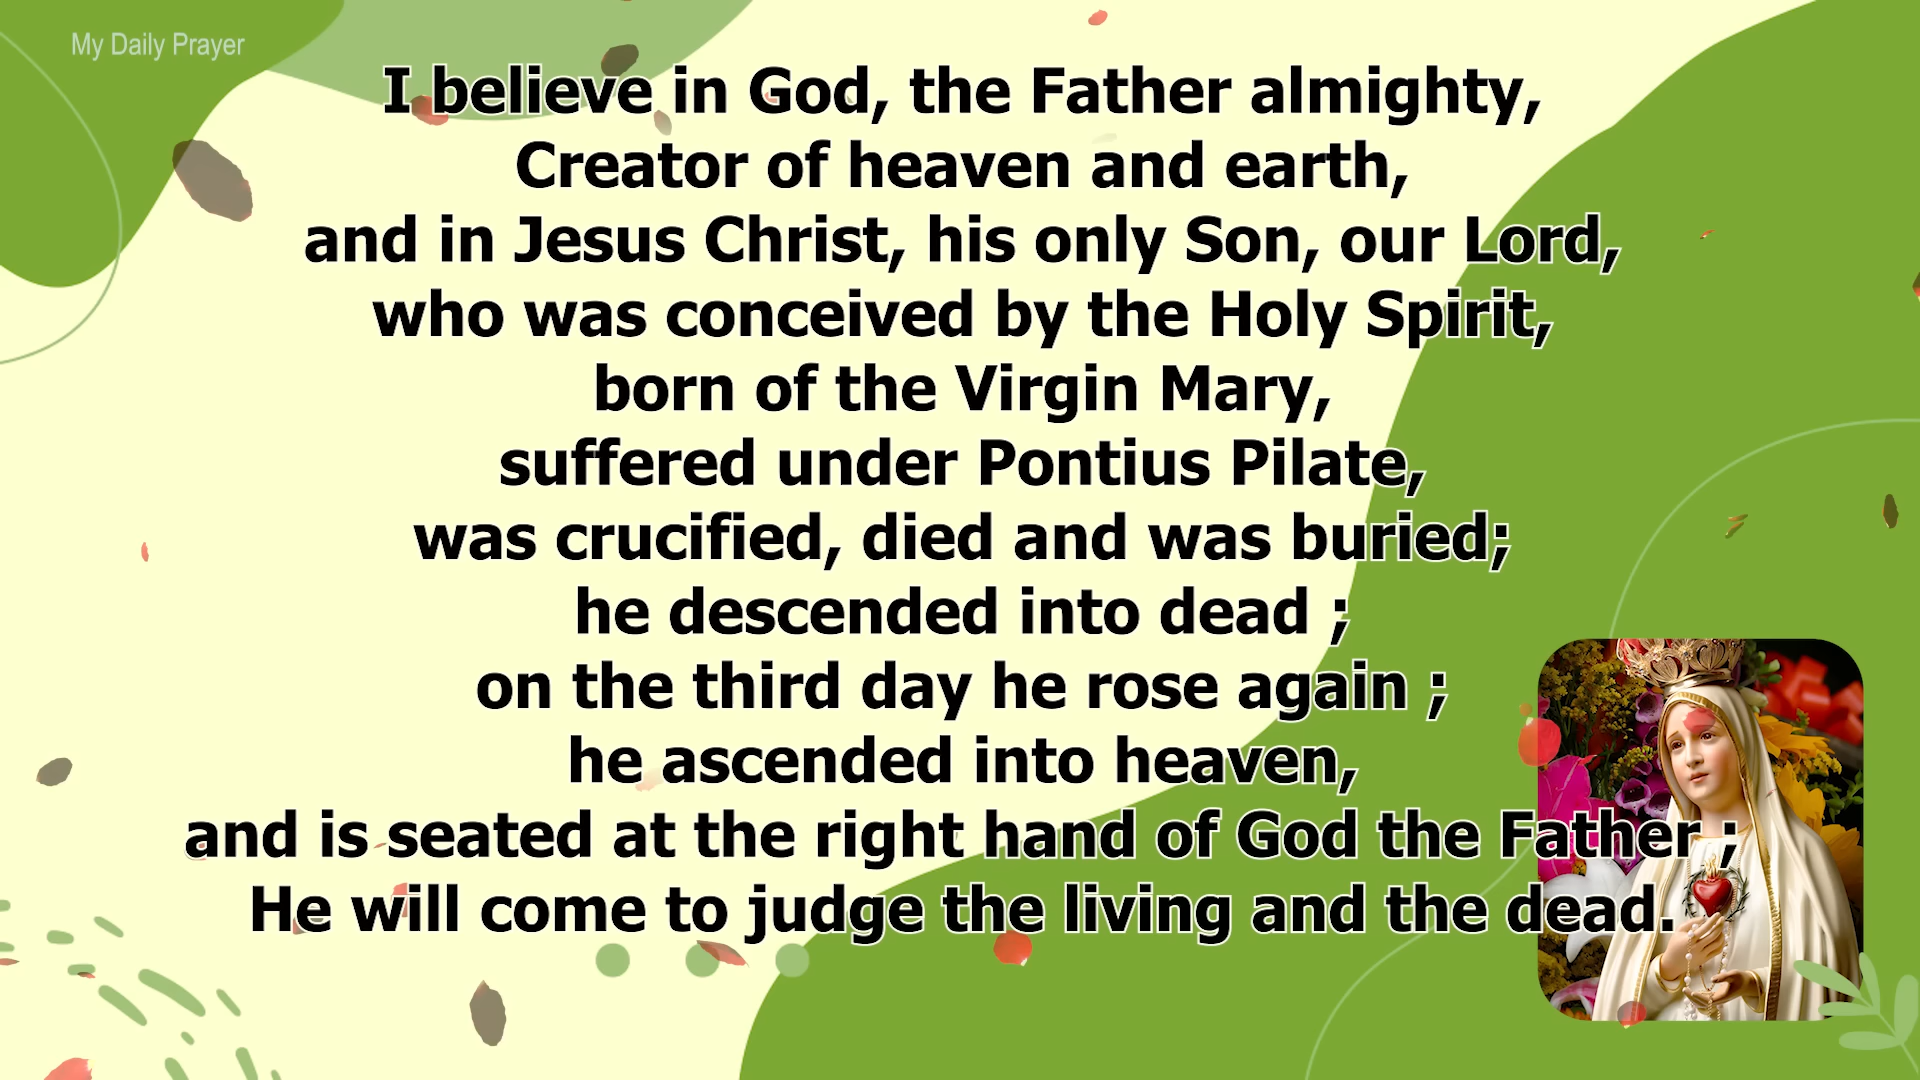 My Daily Prayer
I believe in God, the Father almighty,
Creator of heaven and earth,
and in Jesus Christ, his only Son, our Lord,
who was conceived by the Holy Spirit,
born of the Virgin Mary,
suffered under Pontius Pilate,
was crucified, died and was buried;
he descended into dead ;
on the third day he rose again ;
he ascended into heaven,
and is seated at the right hand of God the Father ;
He will come to judge the living and the dead.